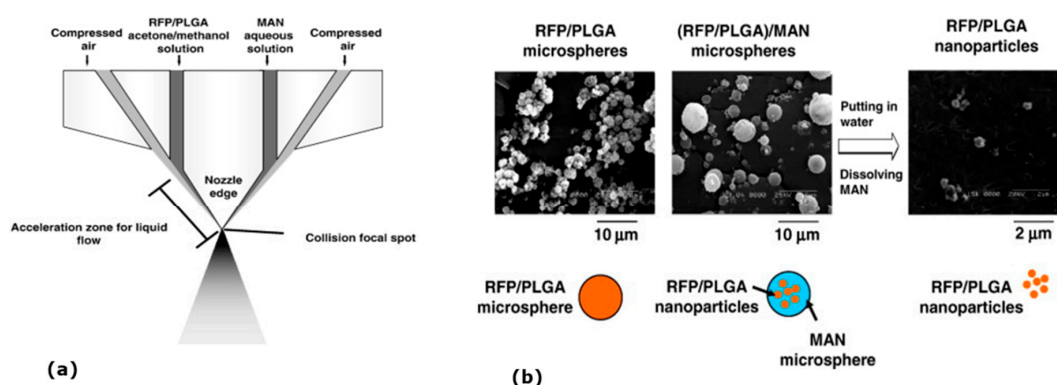 Compressed
air
RFP/PLGA
acetone/methanol
solution
MAN
aqueous
solution
Compressed
air
Nozzle
edge
Acceleration zone for liquid
flow
Collision focal spot
(a)
RFP/PLGA
microspheres
(RFP/PLGA)/MAN
microspheres
RFP/PLGA
nanoparticles
Putting in
water
Dissolving
MAN
10 µm
10 µm
2 µm
RFP/PLGA
microsphere
RFP/PLGA
nanoparticles
MAN
microsphere
RFP/PLGA
nanoparticles
(b)